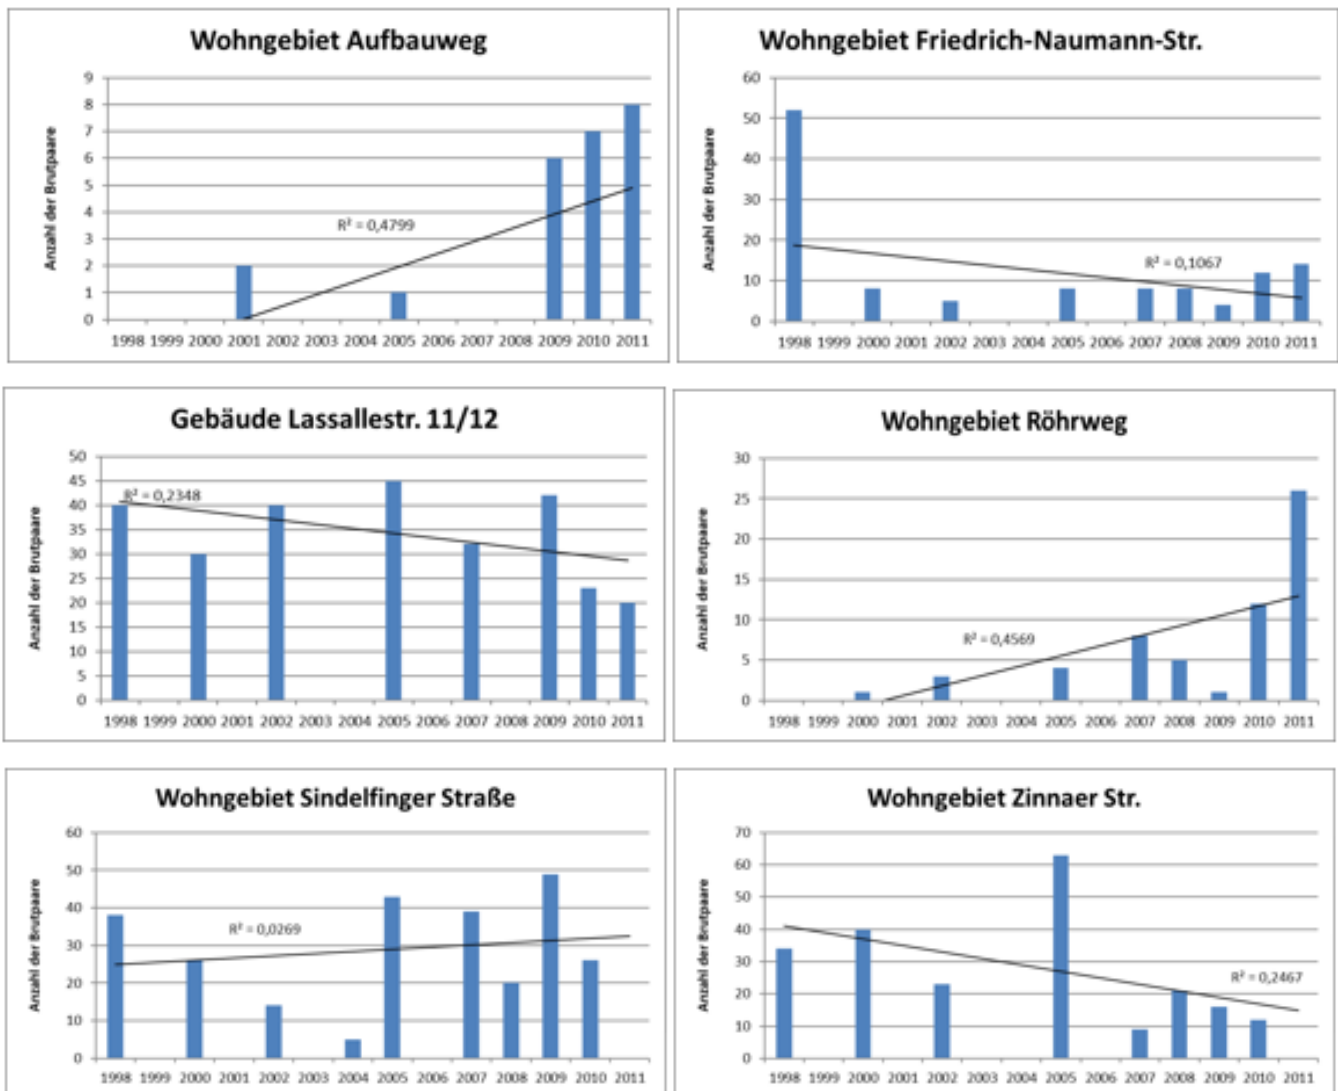 Wohngebiet Aufbauweg
Anzahl der Brutpaare
9
8
7
6
5
4
3
2
1
0
R² = 0,4799
1998 1999 2000 2001 2002 2003 2004 2005 2006 2007 2008 2009 2010 2011
Wohngebiet Friedrich-Naumann-Str.
Anzahl der Brutpaare
60
50
40
30
20
10
0
R² = 0,1067
1998 1999 2000 2001 2002 2003 2004 2005 2006 2007 2008 2009 2010 2011
Gebäude Lassallestr. 11/12
Anzahl der Brutpaare
50
45
40
35
30
25
20
15
10
5
0
R² = 0,2348
1998 1999 2000 2001 2002 2003 2004 2005 2006 2007 2008 2009 2010 2011
Wohngebiet Röhrweg
Anzahl der Brutpaare
30
25
20
15
10
5
0
R² = 0,4569
1998 1999 2000 2001 2002 2003 2004 2005 2006 2007 2008 2009 2010 2011
Wohngebiet Sindelfinger Straße
Anzahl der Brutpaare
60
50
40
30
20
10
0
R² = 0,0269
1998 1999 2000 2001 2002 2003 2004 2005 2006 2007 2008 2009 2010 2011
Wohngebiet Zinnaer Str.
Anzahl der Brutpaare
70
60
50
40
30
20
10
0
R² = 0,2467
1998 1999 2000 2001 2002 2003 2004 2005 2006 2007 2008 2009 2010 2011